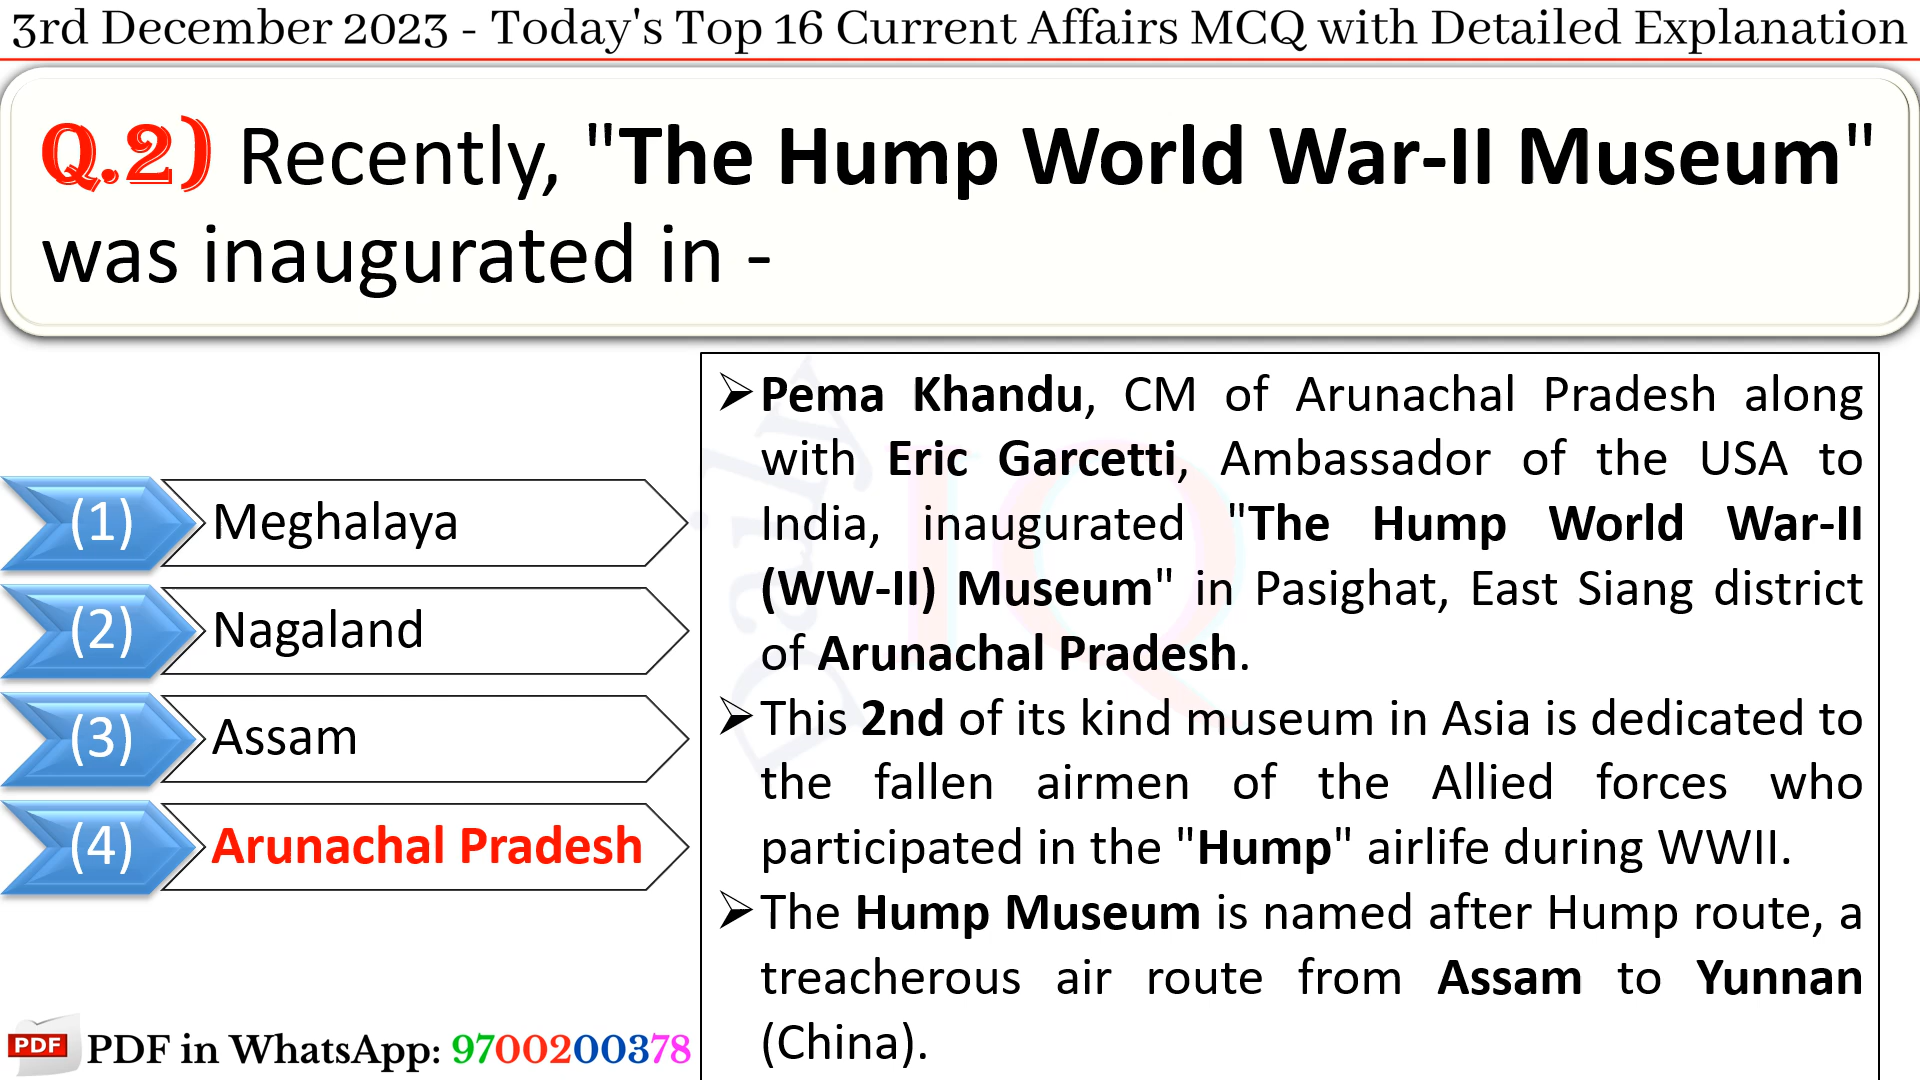 3rd December 2023 - Today's Top 16 Current Affairs MCQ with Detailed Explanation
Q.2) Recently, "The Hump World War-II Museum"
was inaugurated in -
(1) Meghalaya
(2) Nagaland
(3) Assam
(4) Arunachal Pradesh
➢Pema Khandu, CM of Arunachal Pradesh along
with Eric Garcetti, Ambassador of the USA to
India, inaugurated "The Hump World War-II
(WW-II) Museum" in Pasighat, East Siang district
of Arunachal Pradesh.
➢This 2nd of its kind museum in Asia is dedicated to
the fallen airmen of the Allied forces who
participated in the "Hump" airlife during WWII.
➢The Hump Museum is named after Hump route, a
treacherous air route from Assam to Yunnan
(China).
Daily
IQ
PDF
PDF in WhatsApp: 9700200378